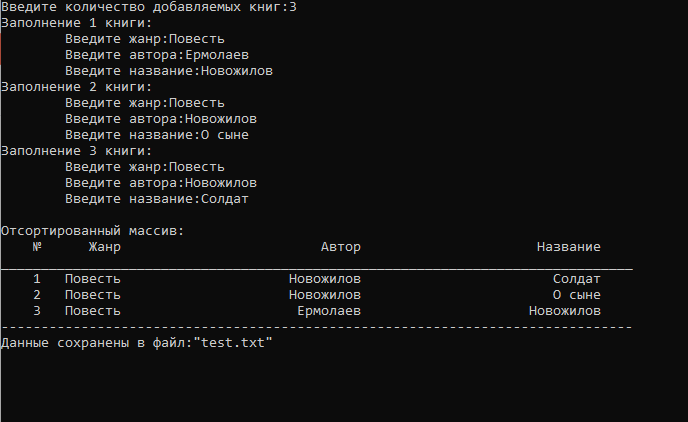 Введите количество добавляемых книг:3
Заполнение 1 книги:
Введите жанр:Повесть
Введите автора:Ермолаев
Введите название:Новожилов
Заполнение 2 книги:
Введите жанр:Повесть
Введите автора:Новожилов
Введите название:О сыне
Заполнение 3 книги:
Введите жанр:Повесть
Введите автора:Новожилов
Введите название:Солдат
Отсортированный массив:
№ Жанр Автор Название
1 Повесть Новожилов Солдат
2 Повесть Новожилов О сыне
3 Повесть Ермолаев Новожилов
Данные сохранены в файл:"test.txt"